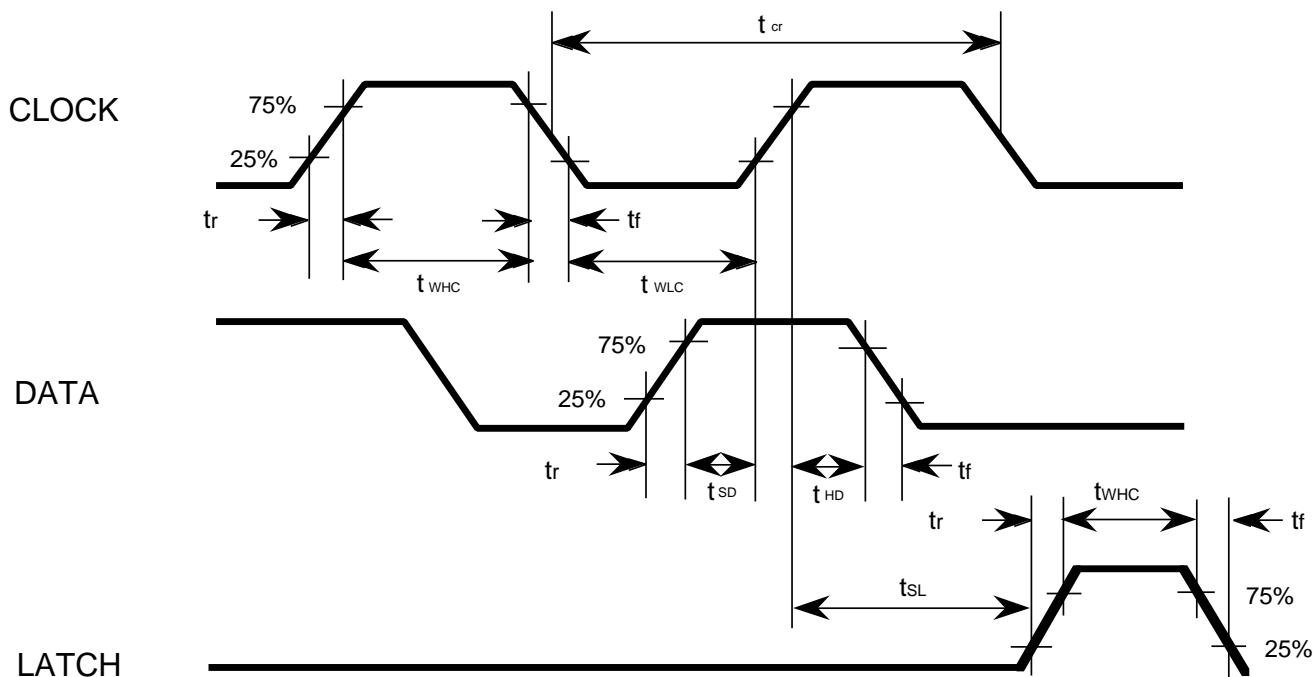 t cr
CLOCK
75%
25%
tr
tf
t WHC
t WLC
75%
DATA
25%
tr
t SD
t HD
tf
tWHC
tr
tf
tSL
75%
25%
LATCH